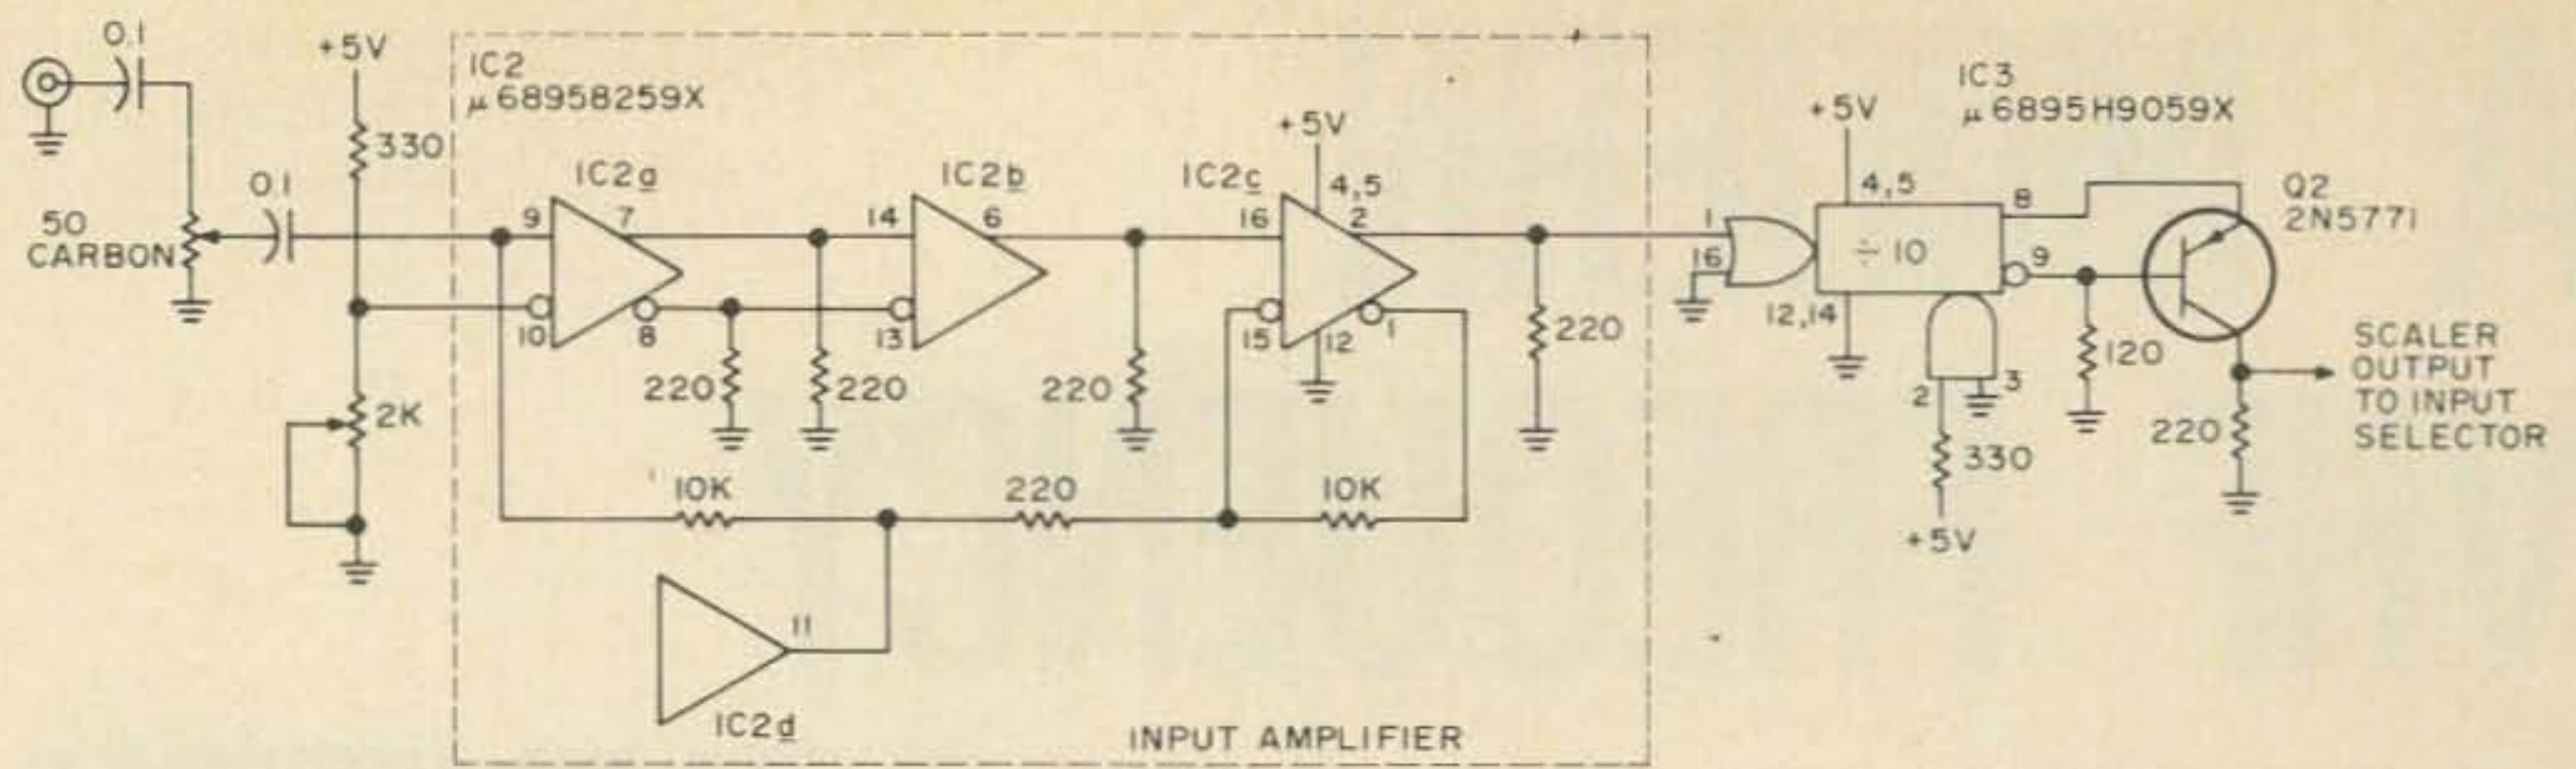 0.1
+5V
330
50
CARBON
0.1
2K
IC2
μ68958259X
IC2a
9
7
10
8
IC2b
14
6
13
220
220
220
IC2c
+5V
4,5
16
2
15
12
1
220
10K
220
10K
11
IC2d
INPUT AMPLIFIER
IC3
μ6895H9059X
+5V
4,5
1
16
÷10
8
9
12,14
2
3
330
+5V
120
Q2
2N5771
220
SCALER
OUTPUT
TO INPUT
SELECTOR